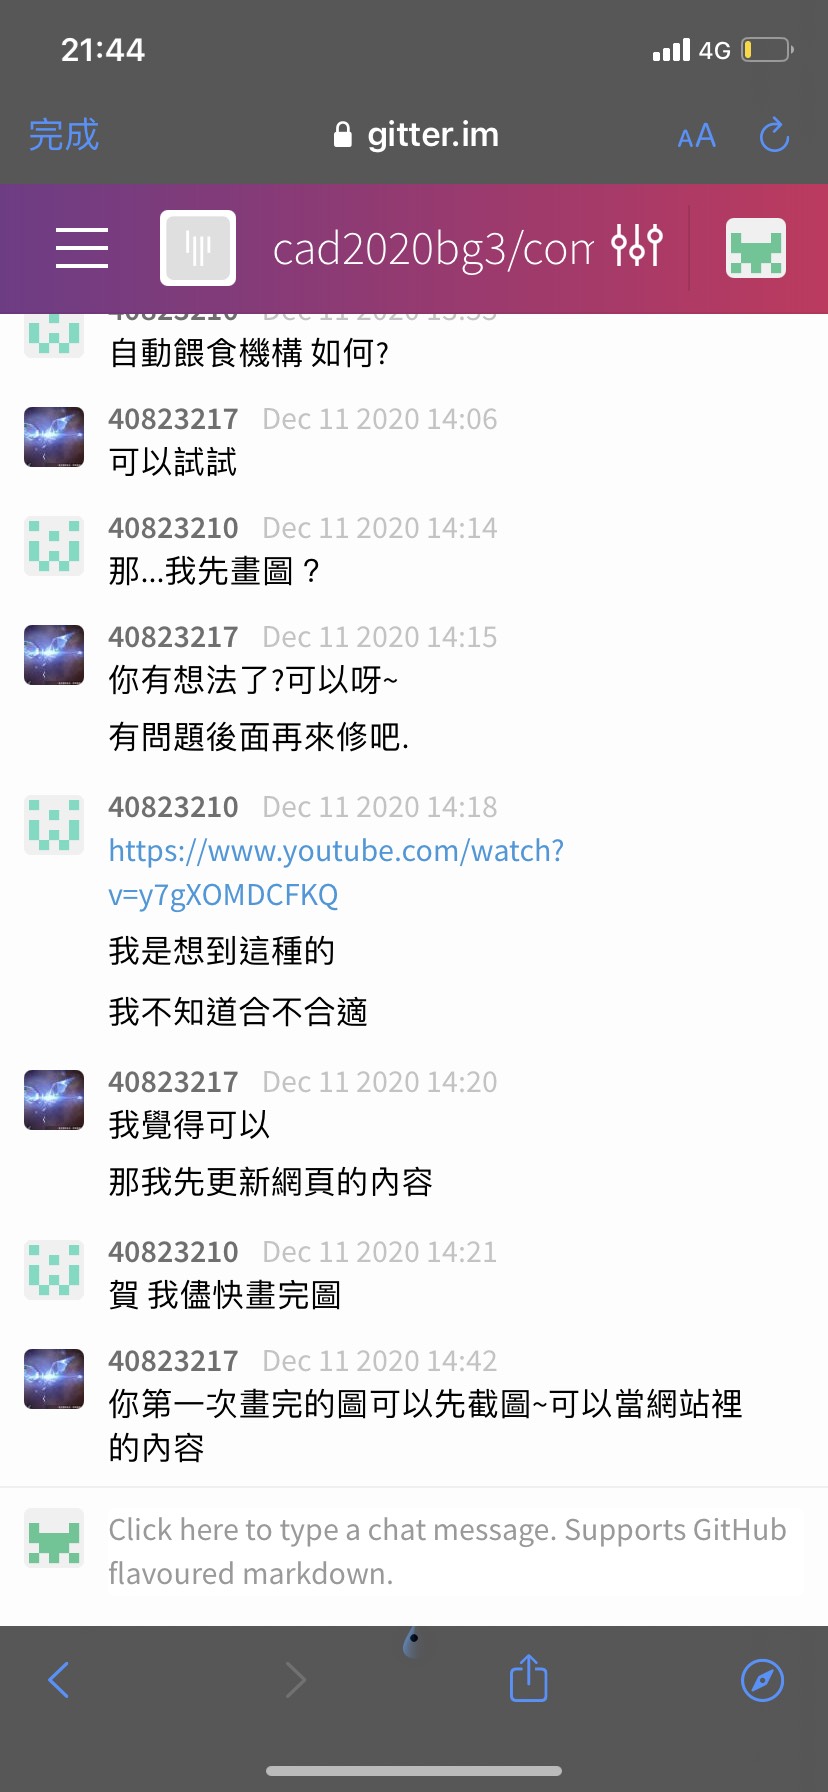 21:44
4G
完成
gitter.im
AA
cad2020bg3/com
40823210 Dec 11 2020 13:53
自動餵食機構 如何?
40823217 Dec 11 2020 14:06
可以試試
40823210 Dec 11 2020 14:14
那...我先畫圖？
40823217 Dec 11 2020 14:15
你有想法了?可以呀~
有問題後面再來修吧.
40823210 Dec 11 2020 14:18
https://www.youtube.com/watch?
v=y7gXOMDCFKQ
我是想到這種的
我不知道合不合適
40823217 Dec 11 2020 14:20
我覺得可以
那我先更新網頁的內容
40823210 Dec 11 2020 14:21
賀 我儘快畫完圖
40823217 Dec 11 2020 14:42
你第一次畫完的圖可以先截圖~可以當網站裡
的內容
Click here to type a chat message. Supports GitHub
flavoured markdown.